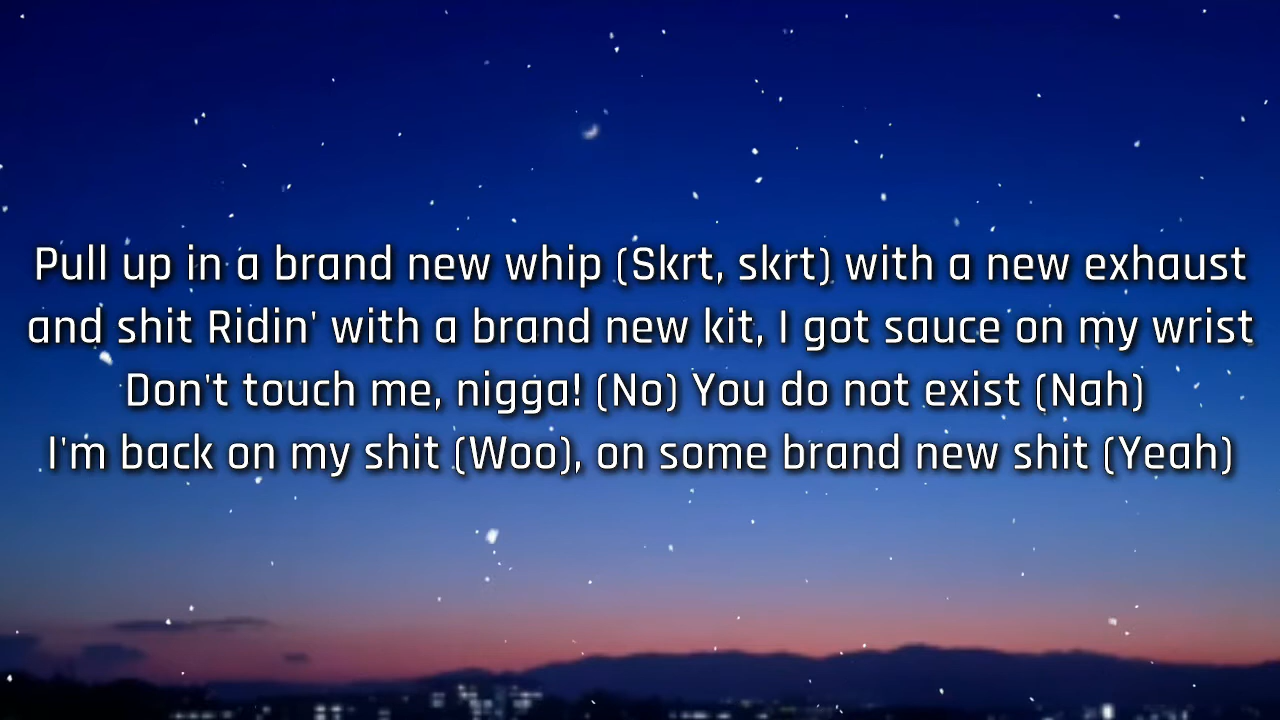 Pull up in a brand new whip (Skrt, skrt) with a new exhaust
and shit Ridin' with a brand new kit, I got sauce on my wrist
Don't touch me, nigga! (No) You do not exist (Nah)
I'm back on my shit (Woo), on some brand new shit (Yeah)